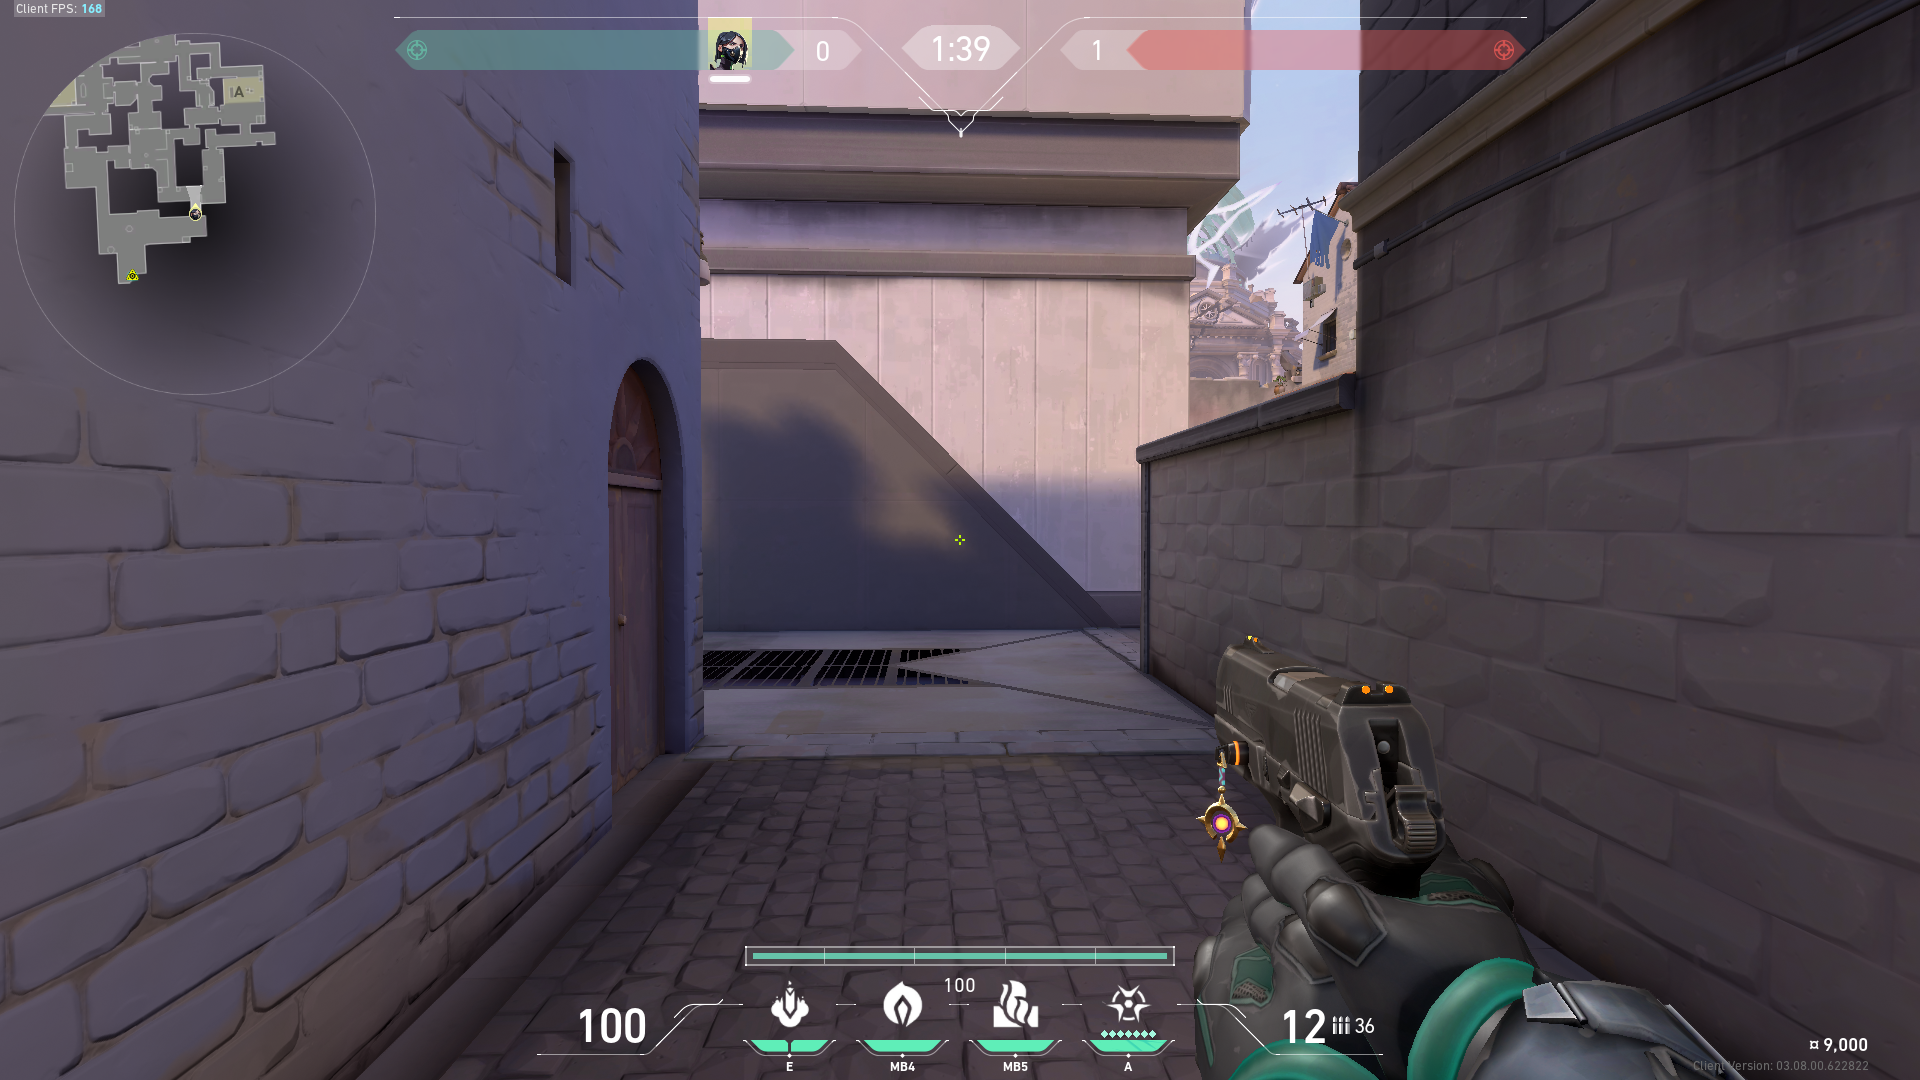 Client FPS: 168
0
1:39
1
A
100
100
12
36
E
MB4
MB5
A
¤ 9,000
Client Version: 03.08.00.622822